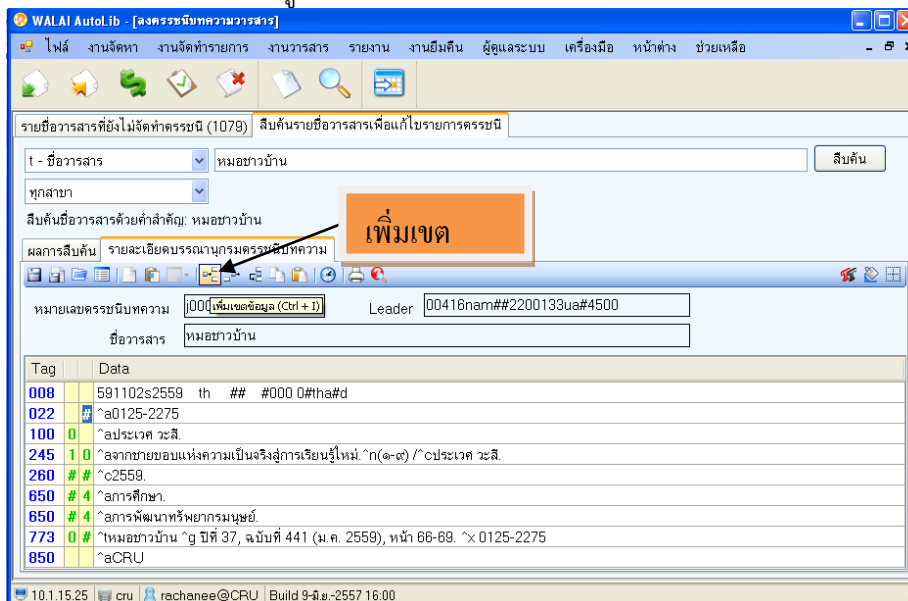 WALAI AutoLib - [ลงดรรชนีบทความวารสาร]
ไฟล์ งานจัดหา งานจัดทำรายการ งานวารสาร รายงาน งานยืมคืน ผู้ดูแลระบบ เครื่องมือ หน้าต่าง ช่วยเหลือ
รายชื่อวารสารที่ยังไม่จัดทำดรรชนี (1079) สืบค้นรายชื่อวารสารเพื่อแก้ไขรายการดรรชนี
t - ชื่อวารสาร หมอชาวบ้าน สืบค้น
ทุกสาขา
สืบค้นชื่อวารสารด้วยคำสำคัญ: หมอชาวบ้าน
เพิ่มเขต
ผลการสืบค้น รายละเอียดบรรณานุกรมดรรชนีบทความ
หมายเลขดรรชนีบทความ j000 เพิ่มเขตข้อมูล (Ctrl + I) Leader 00416nam##2200133ua#4500
ชื่อวารสาร หมอชาวบ้าน
Tag Data
008 591102s2559 th ## #000 0#tha#d
022 # ^a0125-2275
100 0 ^aประเวศ วะสี.
245 1 0 ^aจากชายขอบแห่งความเป็นจริงสู่การเรียนรู้ใหม่.^n(๑-๙) /^cประเวศ วะสี.
260 # # ^c2559.
650 # 4 ^aการศึกษา.
650 # 4 ^aการพัฒนาทรัพยากรมนุษย์.
773 0 # ^tหมอชาวบ้าน ^g ปีที่ 37, ฉบับที่ 441 (ม.ค. 2559), หน้า 66-69. ^x 0125-2275
850 ^aCRU
10.1.15.25 cru rachanee@CRU Build 9-มิ.ย.-2557 16:00